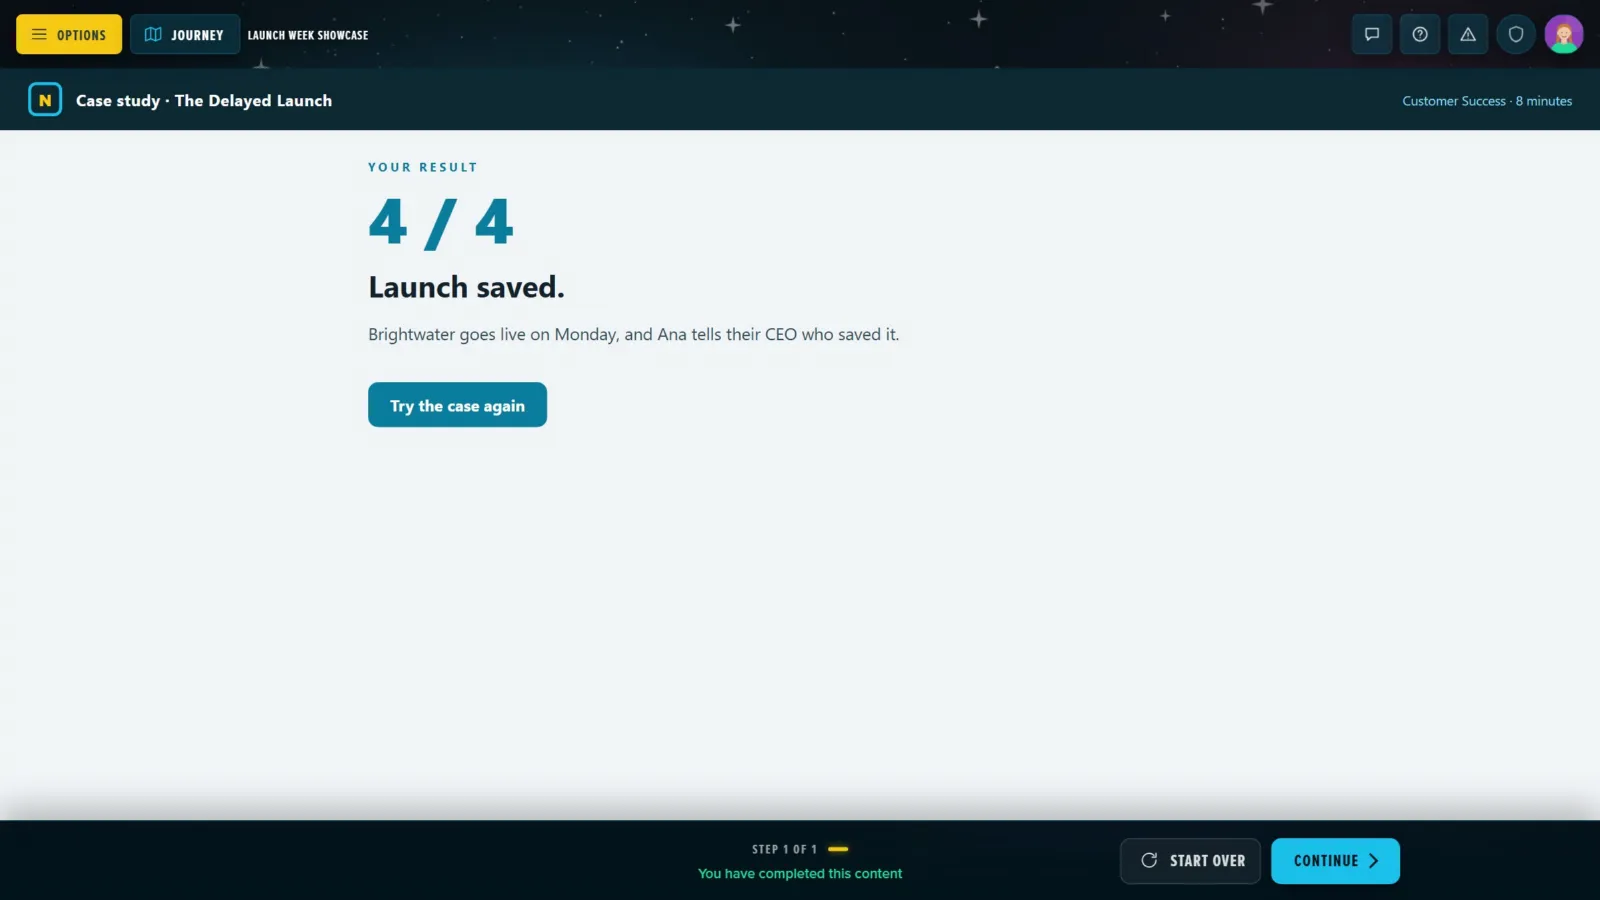 OPTIONS
JOURNEY
LAUNCH WEEK SHOWCASE
N
Case study · The Delayed Launch
Customer Success · 8 minutes
YOUR RESULT
4 / 4
Launch saved.
Brightwater goes live on Monday, and Ana tells their CEO who saved it.
Try the case again
STEP 1 OF 1
You have completed this content
START OVER
CONTINUE